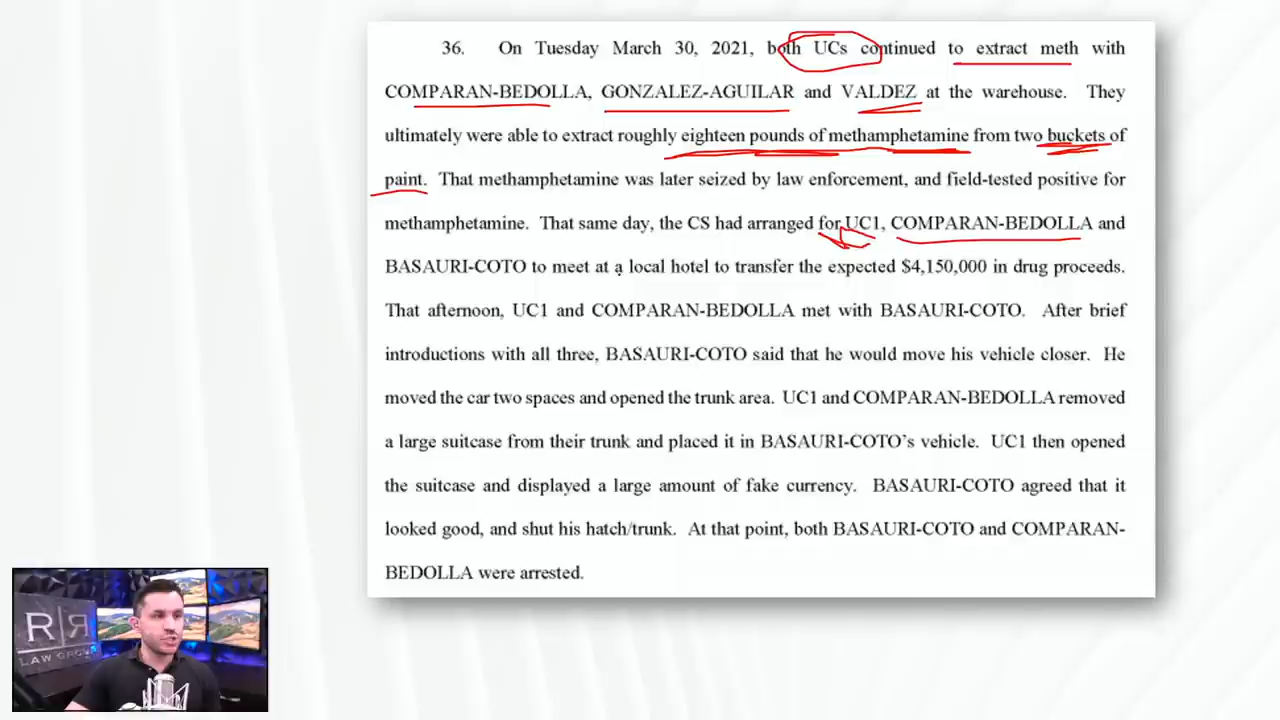 36. On Tuesday March 30, 2021, both UCs continued to extract meth with
COMPARAN-BEDOLLA, GONZALEZ-AGUILAR and VALDEZ at the warehouse. They
ultimately were able to extract roughly eighteen pounds of methamphetamine from two buckets of
paint. That methamphetamine was later seized by law enforcement, and field-tested positive for
methamphetamine. That same day, the CS had arranged for UC1, COMPARAN-BEDOLLA and
BASAURI-COTO to meet at a local hotel to transfer the expected $4,150,000 in drug proceeds.
That afternoon, UC1 and COMPARAN-BEDOLLA met with BASAURI-COTO. After brief
introductions with all three, BASAURI-COTO said that he would move his vehicle closer. He
moved the car two spaces and opened the trunk area. UC1 and COMPARAN-BEDOLLA removed
a large suitcase from their trunk and placed it in BASAURI-COTO's vehicle. UC1 then opened
the suitcase and displayed a large amount of fake currency. BASAURI-COTO agreed that it
looked good, and shut his hatch/trunk. At that point, both BASAURI-COTO and COMPARAN-
BEDOLLA were arrested.
R|R
LAW GROUP